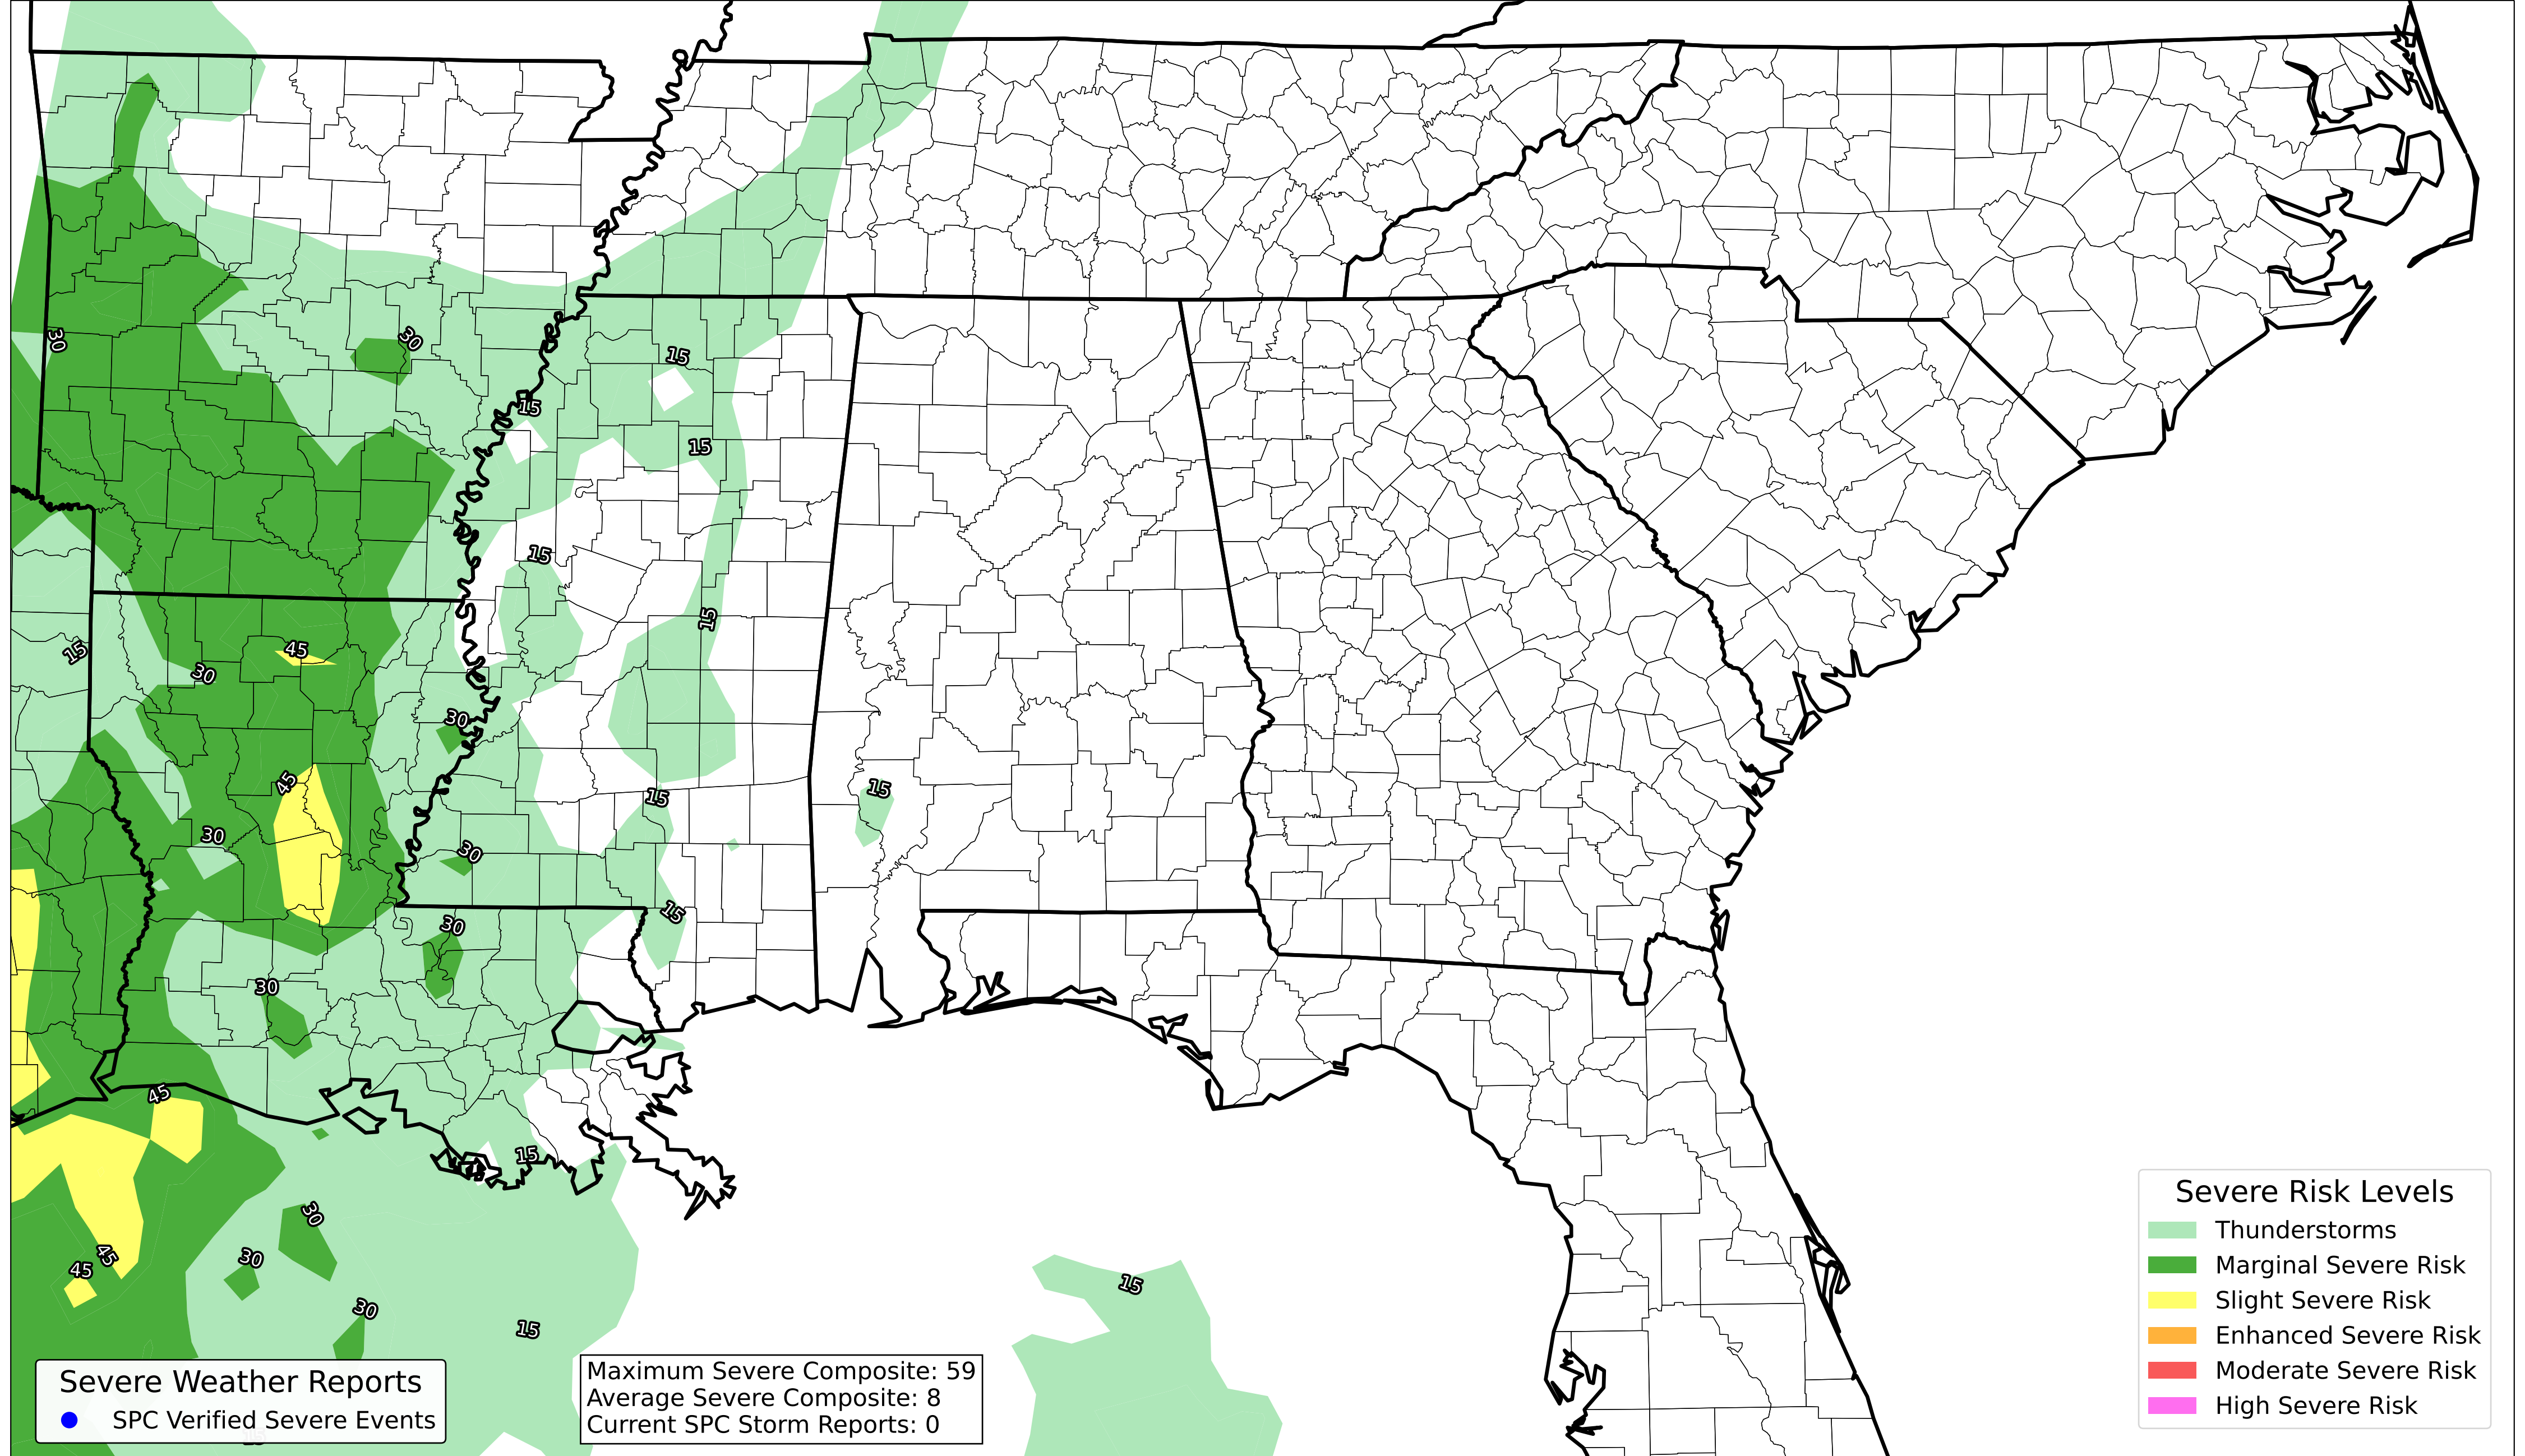 30
30
15
15
15
15
15
15
45
30
30
45
15
15
30
30
15
30
30
45
15
30
30
45
45
15
30
15
15
Severe Risk Levels
Thunderstorms
Marginal Severe Risk
Slight Severe Risk
Enhanced Severe Risk
Moderate Severe Risk
High Severe Risk
Severe Weather Reports
SPC Verified Severe Events
Maximum Severe Composite: 59
Average Severe Composite: 8
Current SPC Storm Reports: 0